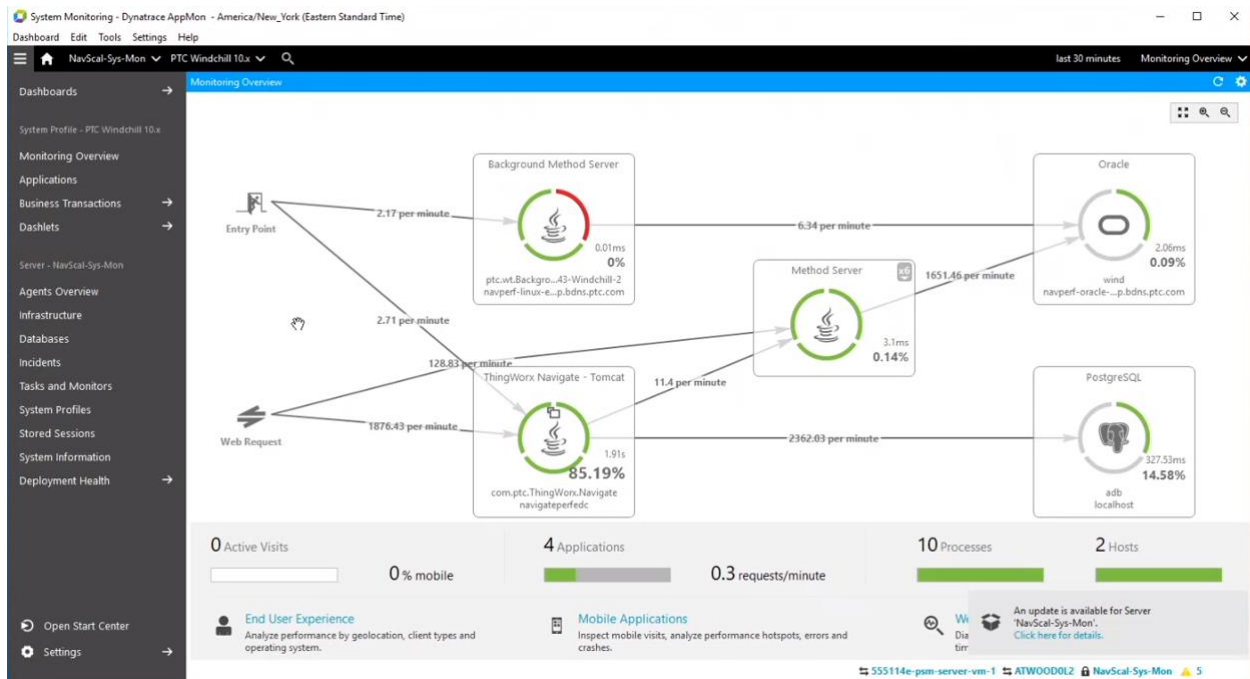 System Monitoring - Dynatrace AppMon - America/New_York (Eastern Standard Time)
Dashboard Edit Tools Settings Help
NavScal-Sys-Mon PTC Windchill 10.x last 30 minutes Monitoring Overview
Monitoring Overview
Dashboards
System Profile - PTC Windchill 10.x
Monitoring Overview
Applications
Business Transactions
Dashlets
Server - NavScal-Sys-Mon
Agents Overview
Infrastructure
Databases
Incidents
Tasks and Monitors
System Profiles
Stored Sessions
System Information
Deployment Health
Open Start Center
Settings
Entry Point
Web Request
2.17 per minute
2.71 per minute
128.83 per minute
1876.43 per minute
Background Method Server
0.01ms
0%
ptc.wt.Backgro...43-Windchill-2
navperf-linux-e...p.bdns.ptc.com
ThingWorx Navigate - Tomcat
1.91s
85.19%
com.ptc.ThingWorx.Navigate
navigateperfedc
6.34 per minute
11.4 per minute
2362.03 per minute
Method Server
x6
3.1ms
0.14%
1651.46 per minute
Oracle
2.06ms
0.09%
wind
navperf-oracle-...p.bdns.ptc.com
PostgreSQL
327.53ms
14.58%
adb
localhost
0 Active Visits
0 % mobile
4 Applications
0.3 requests/minute
10 Processes
2 Hosts
End User Experience
Analyze performance by geolocation, client types and
operating system.
Mobile Applications
Inspect mobile visits, analyze performance hotspots, errors and
crashes.
An update is available for Server
'NavScal-Sys-Mon'.
Click here for details.
555114e-psm-server-vm-1 ATWOOD0L2 NavScal-Sys-Mon 5